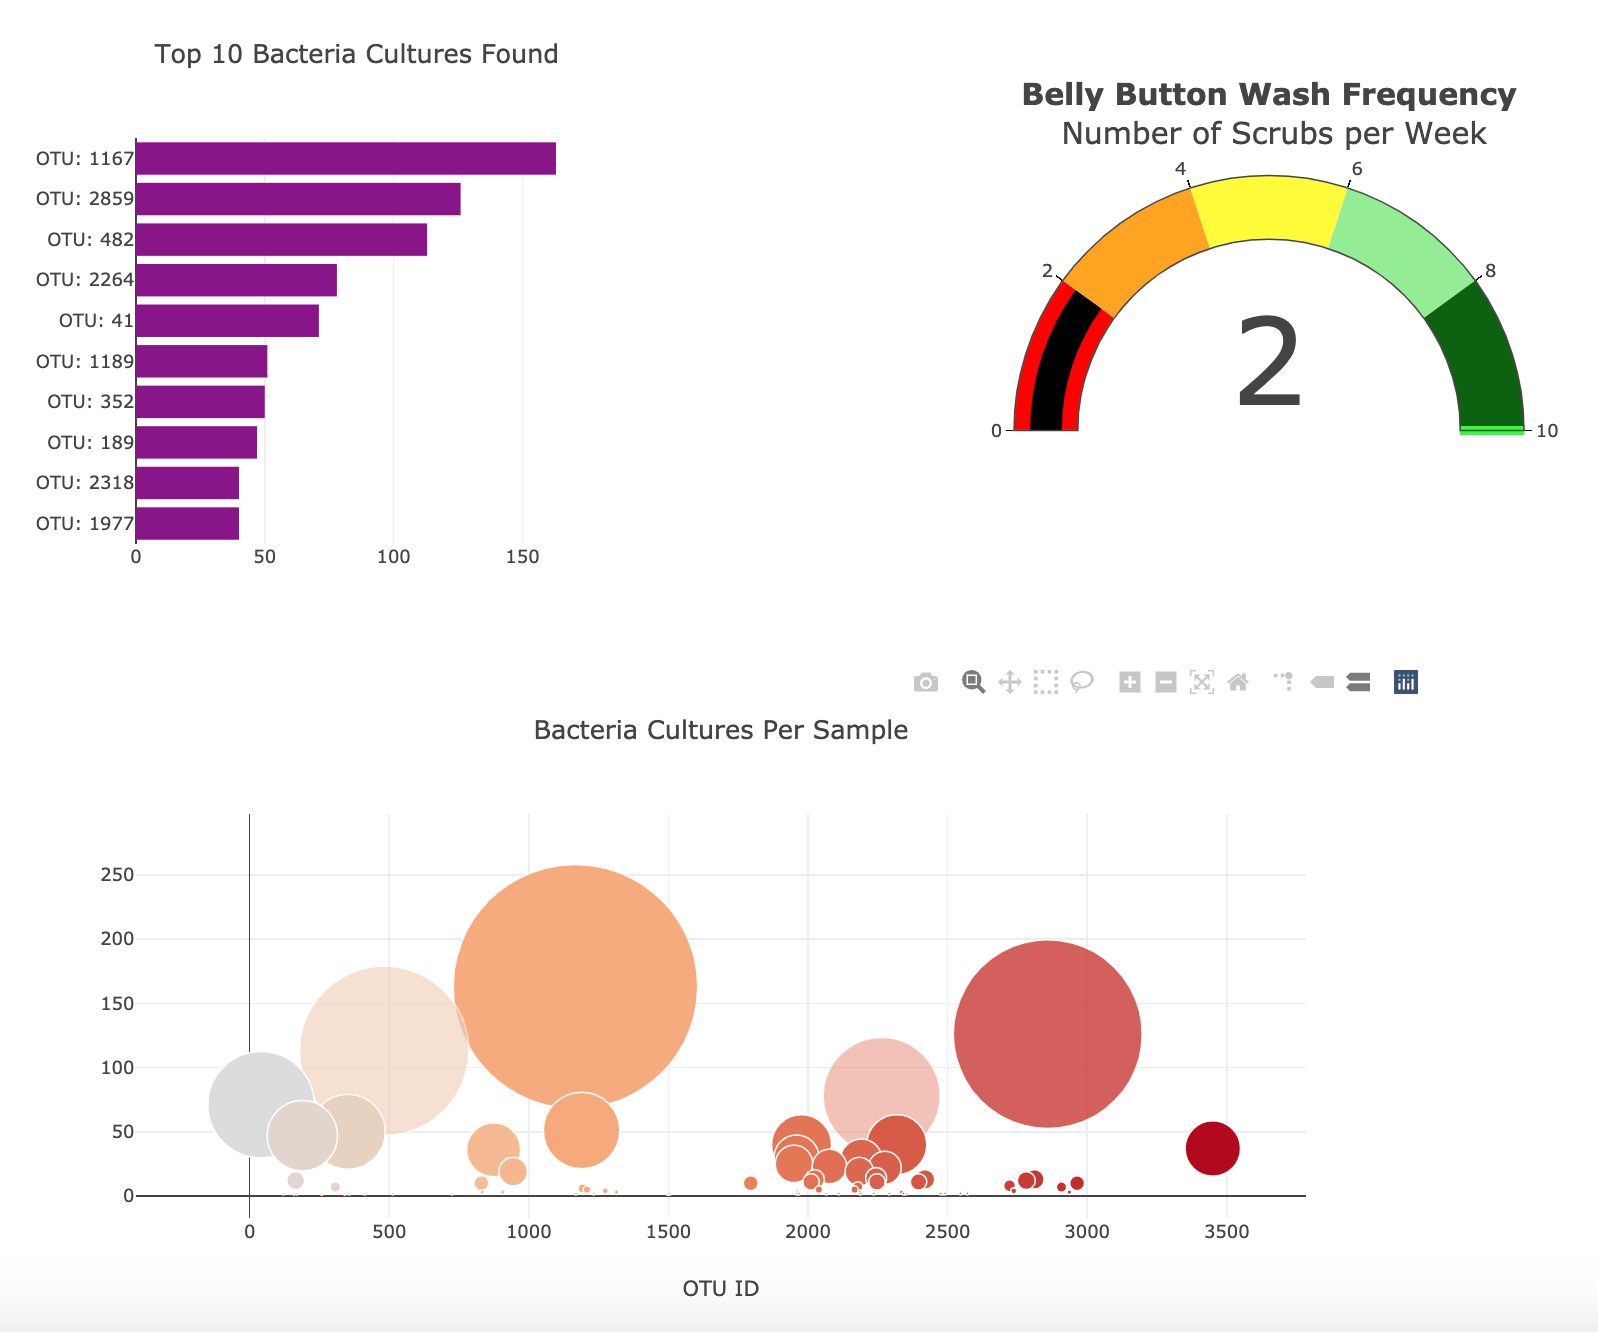 Top 10 Bacteria Cultures Found
OTU: 1167
OTU: 2859
OTU: 482
OTU: 2264
OTU: 41
OTU: 1189
OTU: 352
OTU: 189
OTU: 2318
OTU: 1977
0 50 100 150
Belly Button Wash Frequency
Number of Scrubs per Week
4 6
2 8
2
0 10
Bacteria Cultures Per Sample
250
200
150
100
50
0
0 500 1000 1500 2000 2500 3000 3500
OTU ID